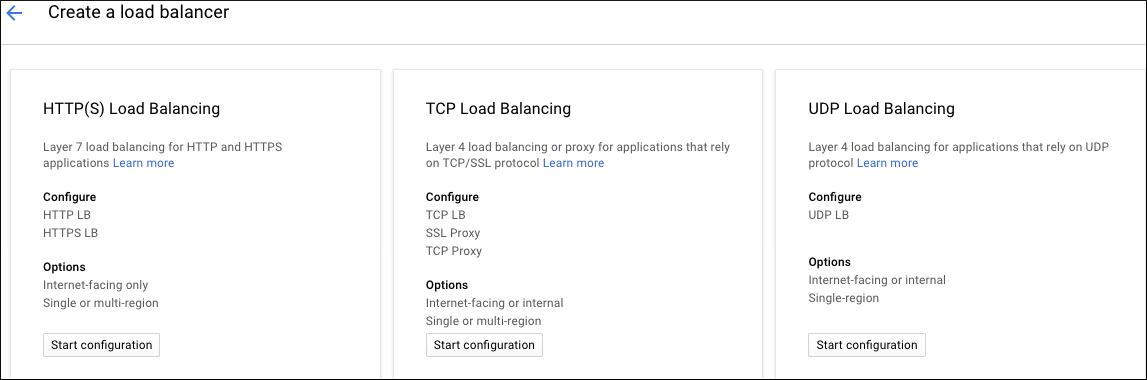 Create a load balancer
HTTP(S) Load Balancing
Layer 7 load balancing for HTTP and HTTPS
applications Learn more
Configure
HTTP LB
HTTPS LB
Options
Internet-facing only
Single or multi-region
Start configuration
TCP Load Balancing
Layer 4 load balancing or proxy for applications that rely
on TCP/SSL protocol Learn more
Configure
TCP LB
SSL Proxy
TCP Proxy
Options
Internet-facing or internal
Single or multi-region
Start configuration
UDP Load Balancing
Layer 4 load balancing for applications that rely on UDP
protocol Learn more
Configure
UDP LB
Options
Internet-facing or internal
Single-region
Start configuration